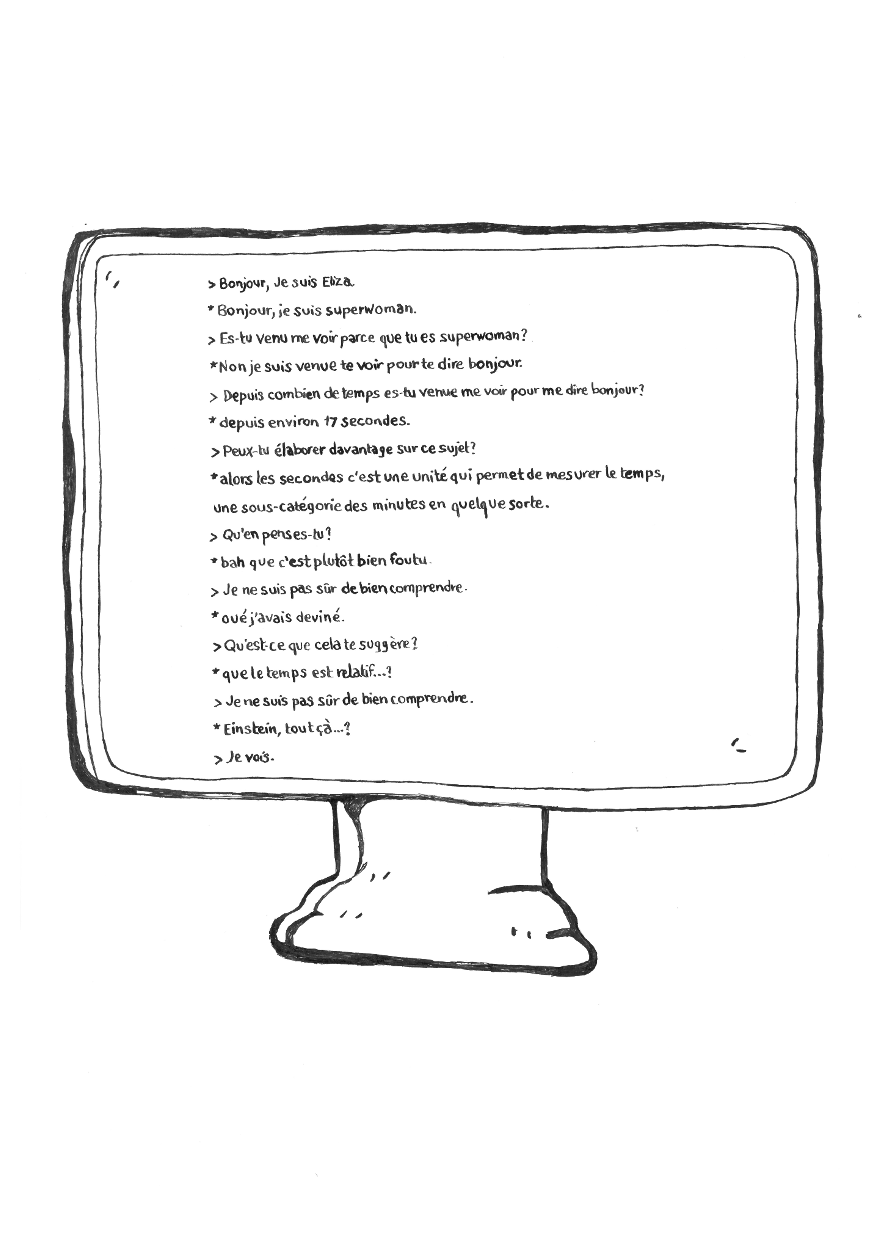 > Bonjour, Je suis Eliza.
* Bonjour, je suis superwoman.
> Es-tu venu me voir parce que tu es superwoman?
*Non je suis venue te voir pour te dire bonjour.
> Depuis combien de temps es-tu venue me voir pour me dire bonjour?
* depuis environ 17 secondes.
> Peux-tu élaborer davantage sur ce sujet?
* alors les secondes c'est une unité qui permet de mesurer le temps,
une sous-catégorie des minutes en quelque sorte.
> Qu'en penses-tu?
* bah que c'est plutôt bien foutu.
> Je ne suis pas sûr de bien comprendre.
* oué j'avais deviné.
> Qu'est-ce que cela te suggère?
* que le temps est relatif...?
> Je ne suis pas sûr de bien comprendre.
* Einstein, tout çà...?
> Je vois.